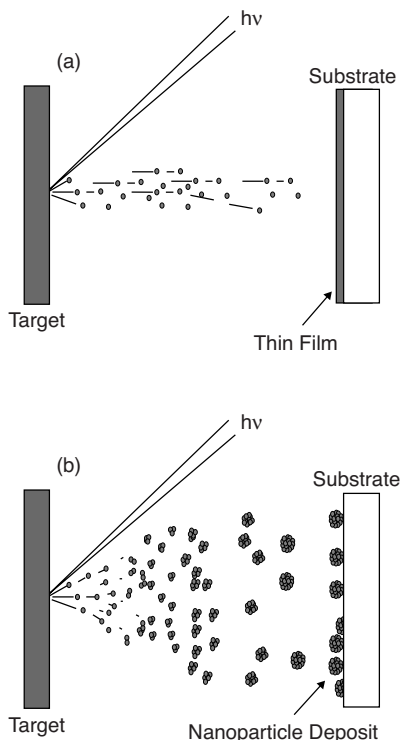 hν
(a)
Substrate
Target
Thin Film
hν
(b)
Substrate
Target
Nanoparticle Deposit